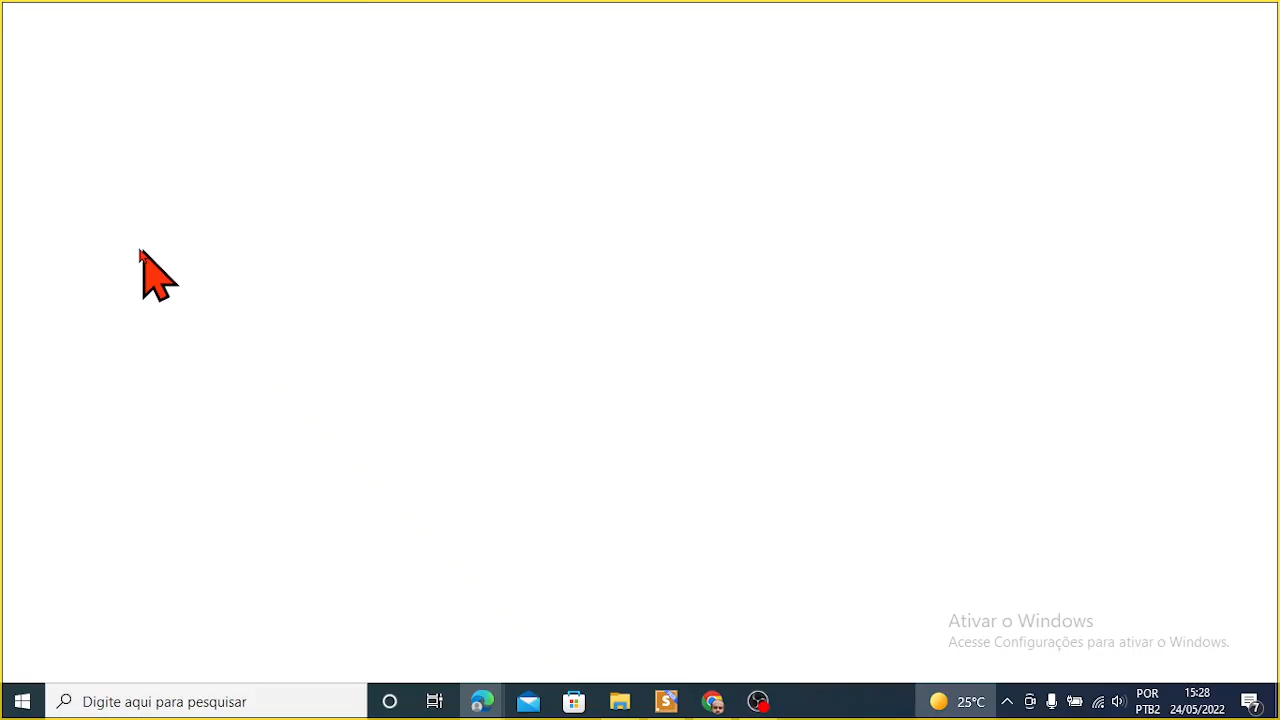 Ativar o Windows
Acesse Configurações para ativar o Windows.
Digite aqui para pesquisar
S
25°C
POR
PTB2
15:28
24/05/2022
7